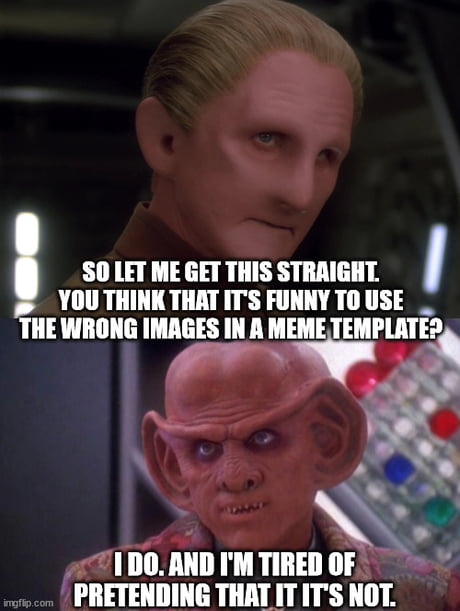 SO LET ME GET THIS STRAIGHT.
YOU THINK THAT IT'S FUNNY TO USE
THE WRONG IMAGES IN A MEME TEMPLATE?
I DO. AND I'M TIRED OF
PRETENDING THAT IT IT'S NOT.
imgflip.com